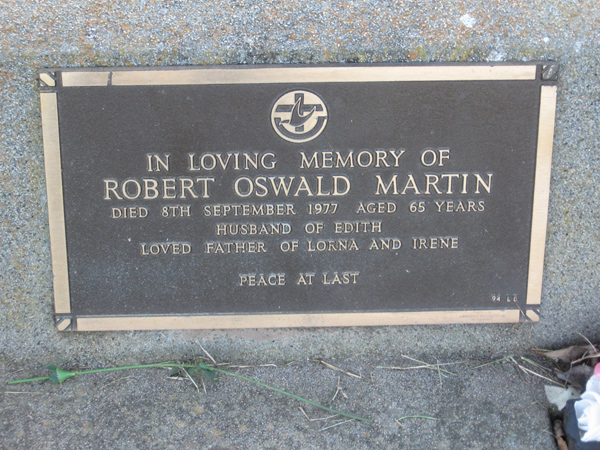 IN LOVING MEMORY OF
ROBERT OSWALD MARTIN
DIED 8TH SEPTEMBER 1977 AGED 65 YEARS
HUSBAND OF EDITH
LOVED FATHER OF LORNA AND IRENE
PEACE AT LAST